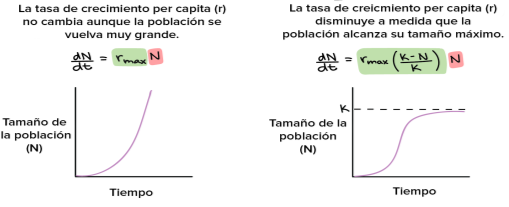 La tasa de crecimiento per capita (r)
no cambia aunque la población se
vuelva muy grande.
dN/dt = rmax N
Tamaño de
la población
(N)
Tiempo
La tasa de creicmiento per capita (r)
disminuye a medida que la
población alcanza su tamaño máximo.
dN/dt = rmax (K-N/K) N
K
Tamaño de la
población
(N)
Tiempo